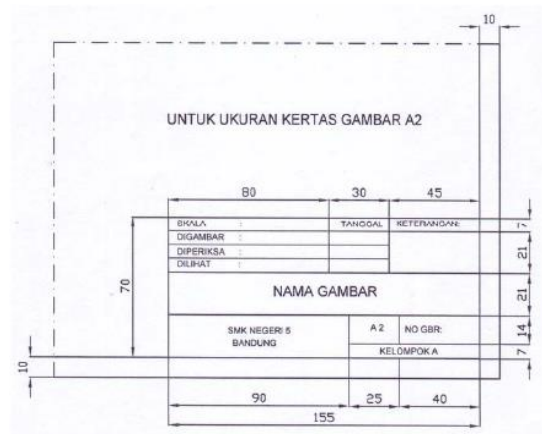 10
UNTUK UKURAN KERTAS GAMBAR A2
80 30 45
SKALA : TANGGAL KETERANGAN: 7
DIGAMBAR : 21
DIPERIKSA :
DILIHAT :
70 NAMA GAMBAR 21
SMK NEGERI 5 A 2 NO GBR: 14
BANDUNG
KELOMPOK A 7
10
90 25 40
155